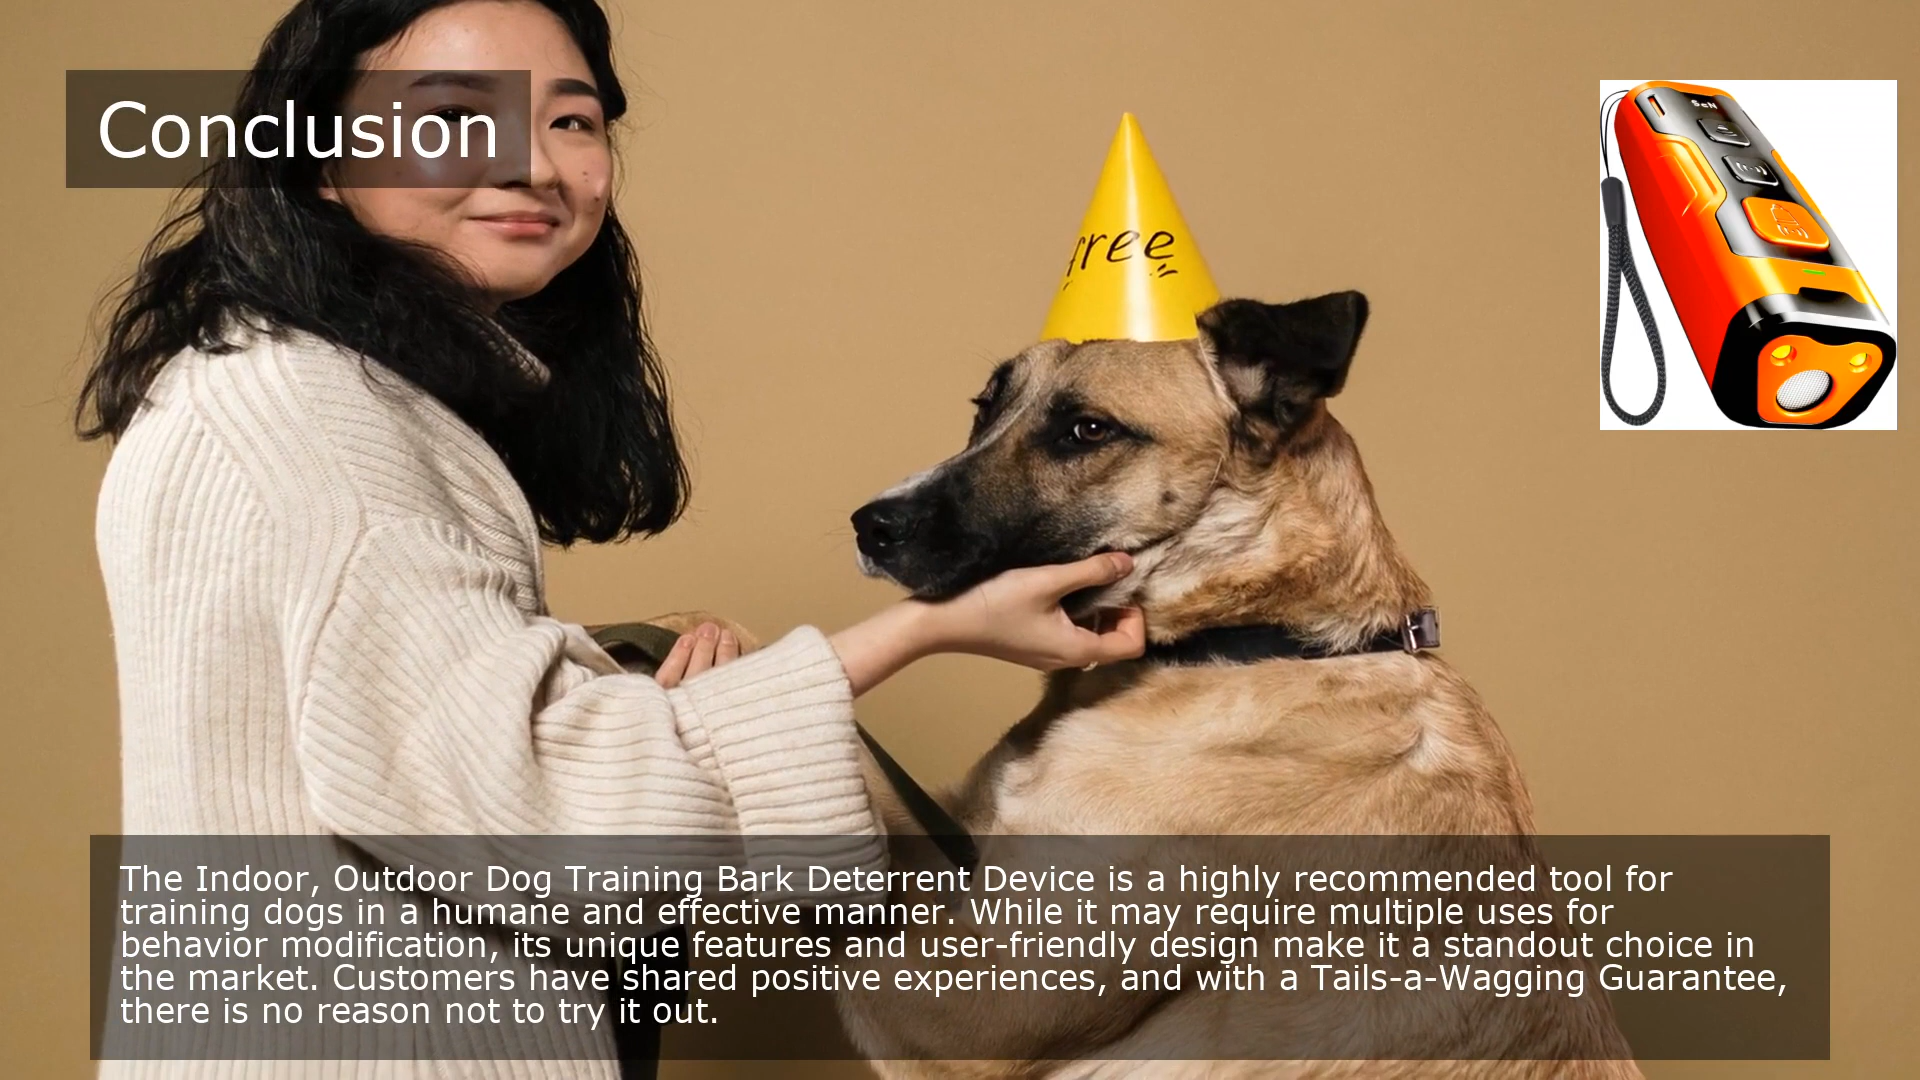 Conclusion
free
The Indoor, Outdoor Dog Training Bark Deterrent Device is a highly recommended tool for
training dogs in a humane and effective manner. While it may require multiple uses for
behavior modification, its unique features and user-friendly design make it a standout choice in
the market. Customers have shared positive experiences, and with a Tails-a-Wagging Guarantee,
there is no reason not to try it out.